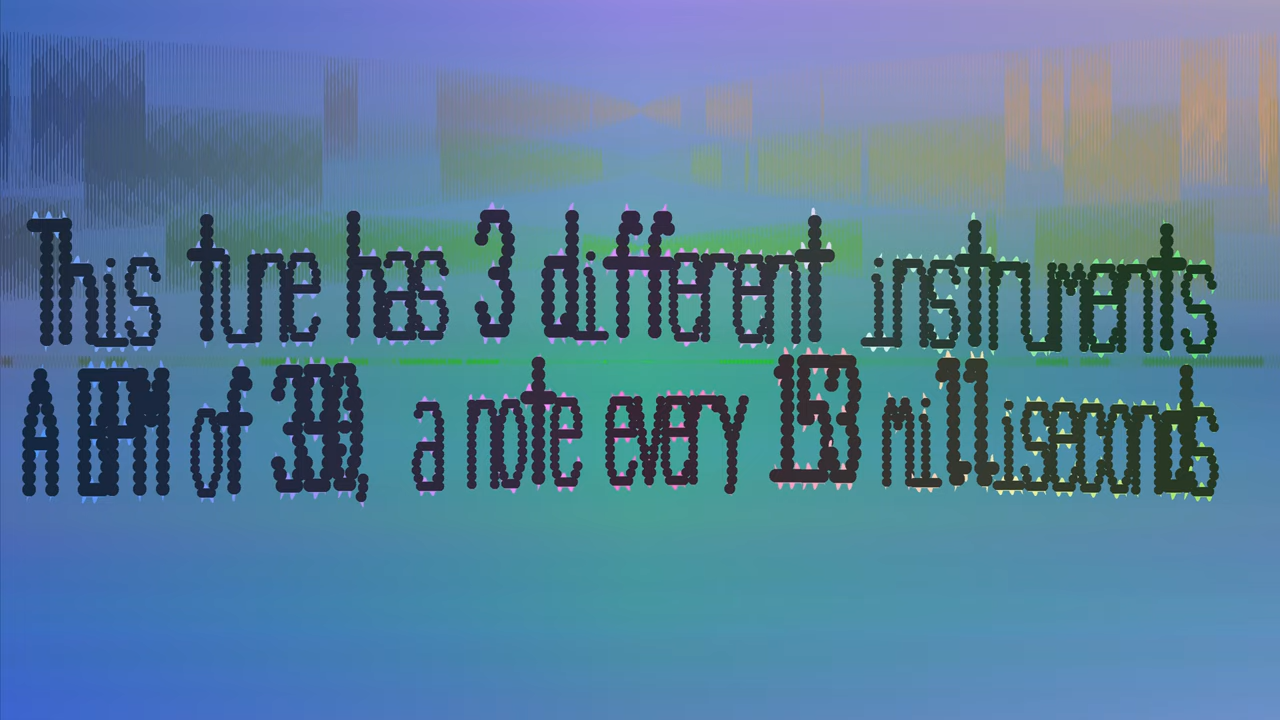 This tune has 3 different instruments
A BPM of 390, a note every 153 milliseconds